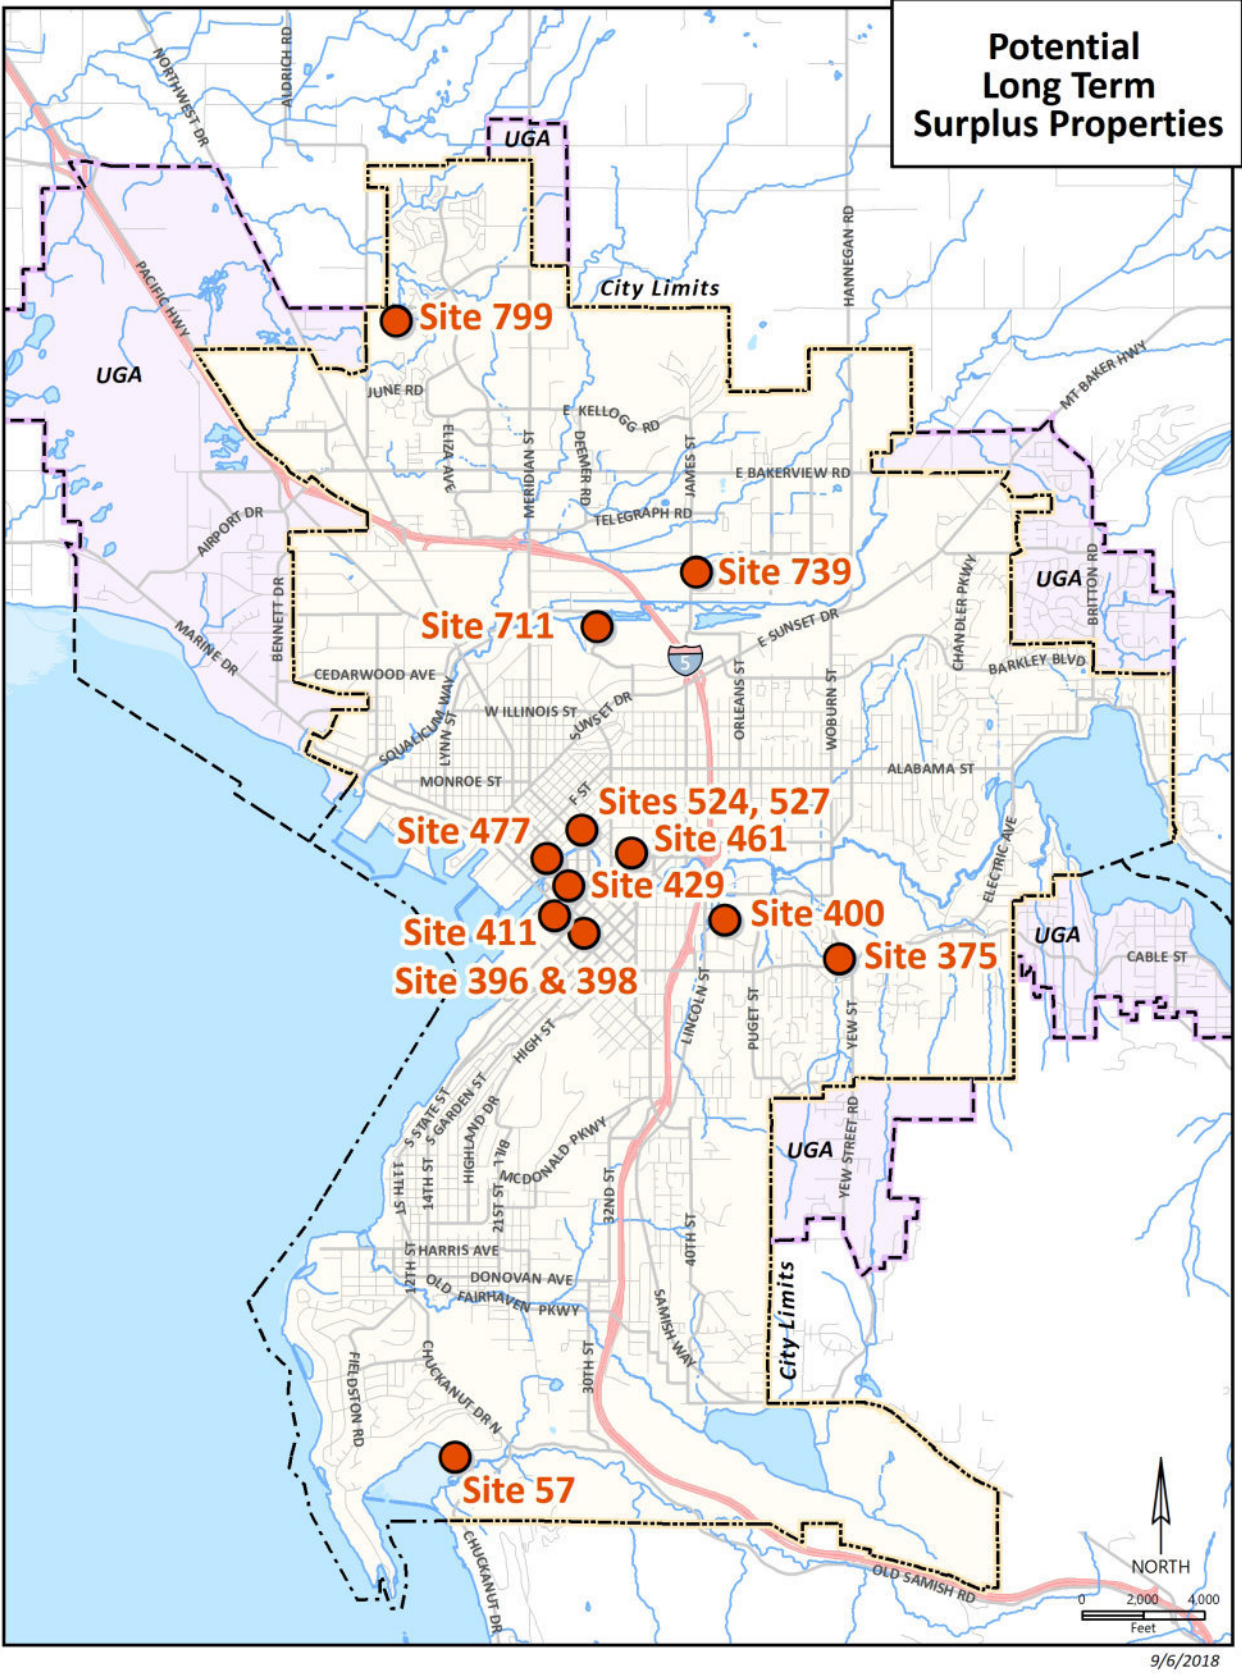 Potential
Long Term
Surplus Properties
NORTHWEST DR
ALDRICH RD
UGA
HANNEGAN RD
PACIFIC HWY
City Limits
Site 799
UGA
MT BAKER HWY
JUNE RD
E KELLOGG RD
ELIZA AVE
MERIDIAN ST
DEEMER RD
JAMES ST
E BAKERVIEW RD
TELEGRAPH RD
AIRPORT DR
Site 739
CHANDLER PKWY
UGA
BRITTON RD
BENNETT DR
Site 711
E SUNSET DR
MARINE DR
5
BARKLEY BLVD
CEDARWOOD AVE
SQUALICUM WAY
LYNN ST
W ILLINOIS ST
SUNSET DR
ORLEANS ST
WOBURN ST
MONROE ST
ALABAMA ST
F ST
Sites 524, 527
Site 477
Site 461
ELECTRIC AVE
Site 429
Site 400
Site 411
UGA
Site 375
CABLE ST
Site 396 & 398
LINCOLN ST
PUGET ST
YEW ST
HIGH ST
S STATE ST
S GARDEN ST
HIGHLAND DR
BILL
MCDONALD PKWY
UGA
YEW STREET RD
11TH ST
14TH ST
21ST ST
32ND ST
40TH ST
HARRIS AVE
12TH ST
DONOVAN AVE
OLD FAIRHAVEN PKWY
City Limits
SAMISH WAY
FIELDSTON RD
CHUCKANUT DR N
30TH ST
Site 57
CHUCKANUT DR
OLD SAMISH RD
NORTH
0 2,000 4,000
Feet
9/6/2018